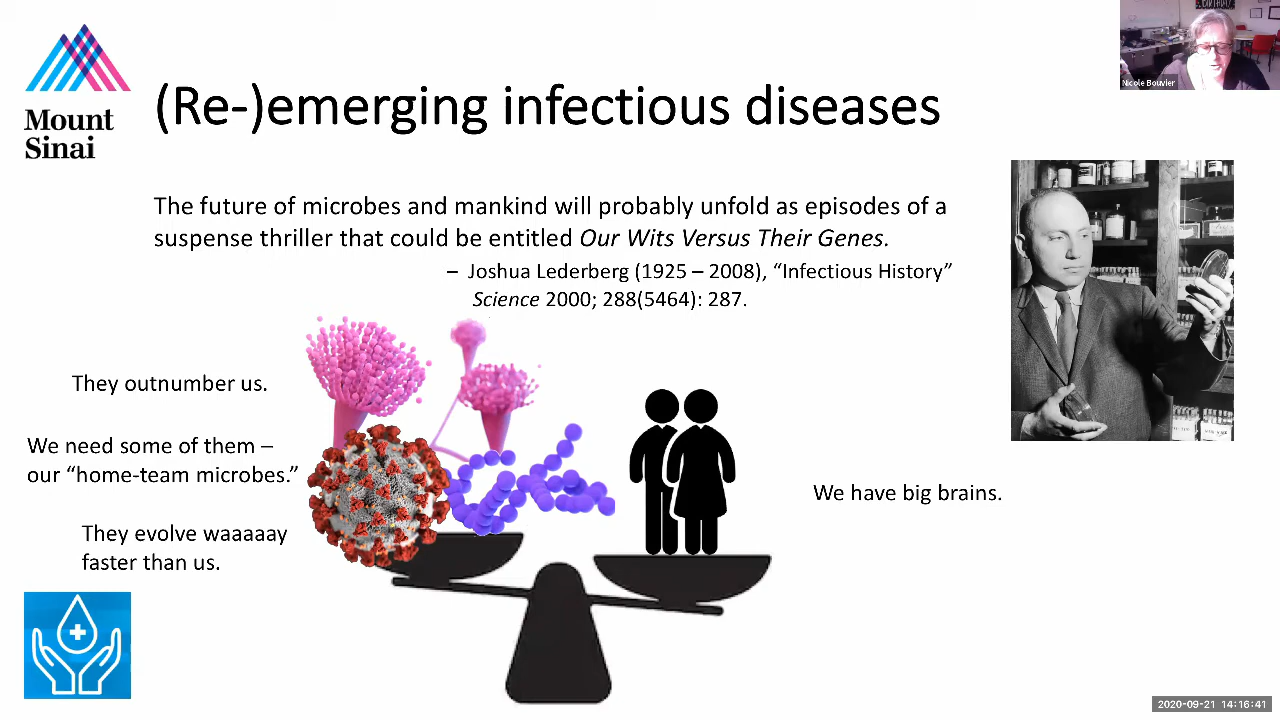 Mount
Sinai
(Re-)emerging infectious diseases
Nicole Bouvier
The future of microbes and mankind will probably unfold as episodes of a
suspense thriller that could be entitled Our Wits Versus Their Genes.
– Joshua Lederberg (1925 – 2008), “Infectious History”
Science 2000; 288(5464): 287.
They outnumber us.
We need some of them –
our “home-team microbes.”
They evolve waaaaay
faster than us.
We have big brains.
2020-09-21 14:16:41